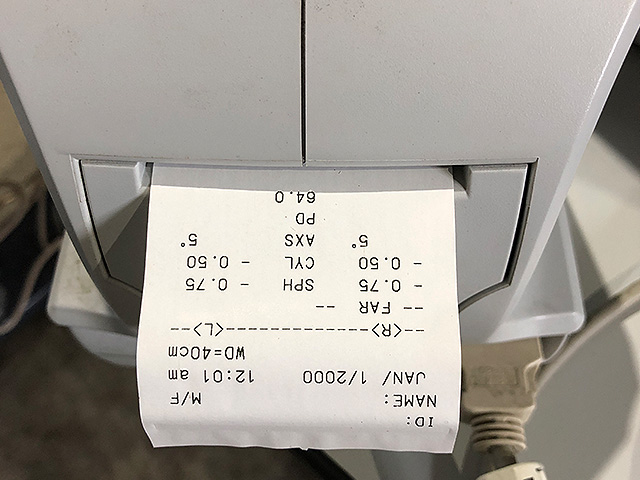 ID:
NAME: M/F
JAN/ 1/2000 12:01 am
WD=40cm
--<R>---------------<L>--
-- FAR --
- 0.75 SPH - 0.75
- 0.50 CYL - 0.50
5° AXS 5°
PD
64.0